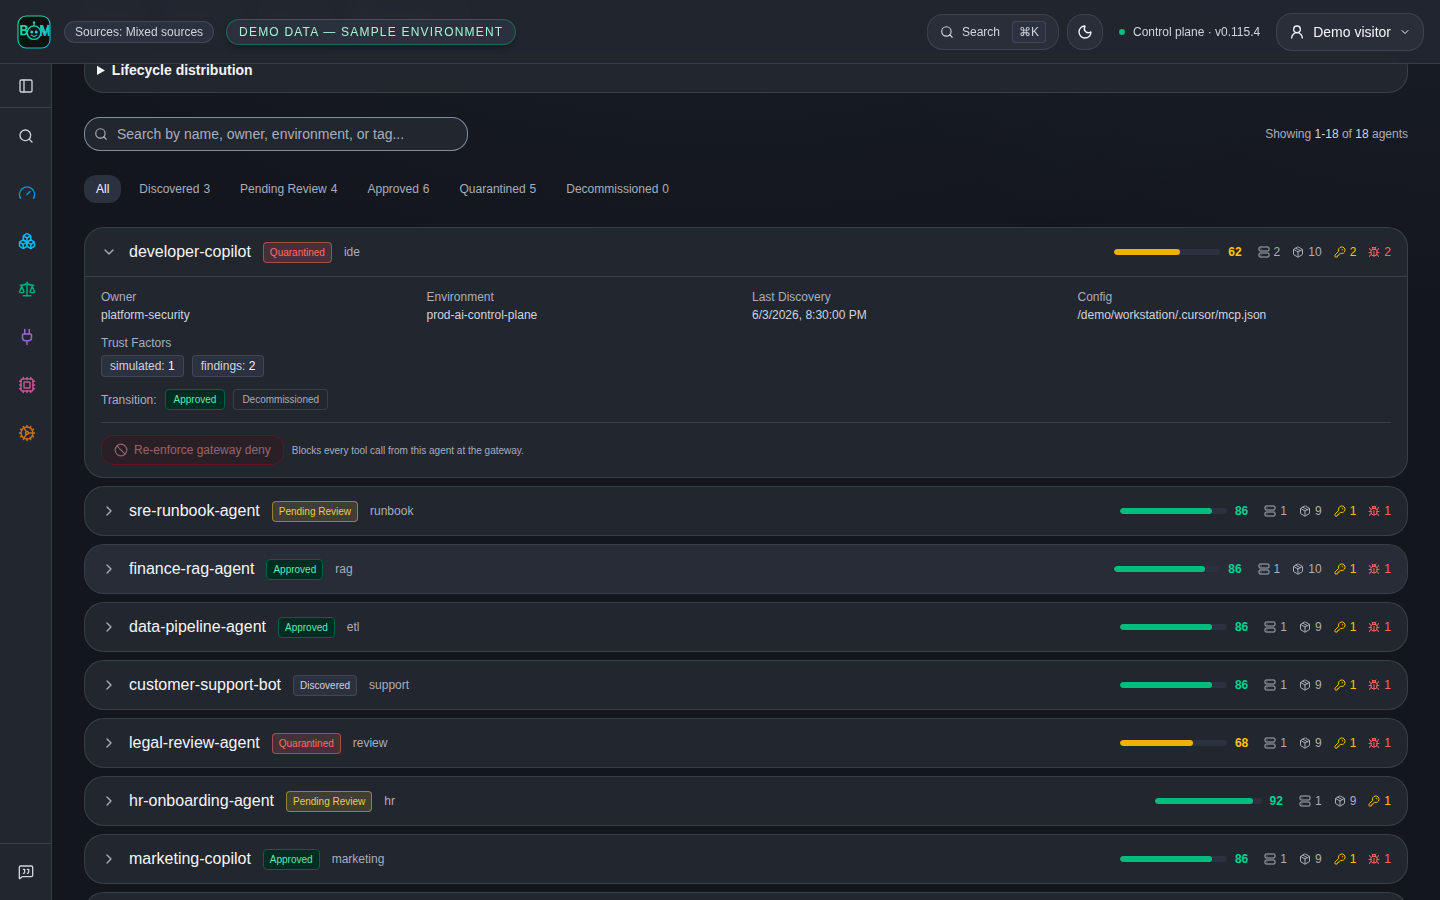 BOM
Sources: Mixed sources
DEMO DATA — SAMPLE ENVIRONMENT
Search ⌘K
Control plane · v0.115.4
Demo visitor
Lifecycle distribution
Search by name, owner, environment, or tag...
Showing 1-18 of 18 agents
All Discovered 3 Pending Review 4 Approved 6 Quarantined 5 Decommissioned 0
developer-copilot Quarantined ide 62 2 10 2 2
Owner Environment Last Discovery Config
platform-security prod-ai-control-plane 6/3/2026, 8:30:00 PM /demo/workstation/.cursor/mcp.json
Trust Factors
simulated: 1 findings: 2
Transition: Approved Decommissioned
Re-enforce gateway deny Blocks every tool call from this agent at the gateway.
sre-runbook-agent Pending Review runbook 86 1 9 1 1
finance-rag-agent Approved rag 86 1 10 1 1
data-pipeline-agent Approved etl 86 1 9 1 1
customer-support-bot Discovered support 86 1 9 1 1
legal-review-agent Quarantined review 68 1 9 1 1
hr-onboarding-agent Pending Review hr 92 1 9 1
marketing-copilot Approved marketing 86 1 9 1 1